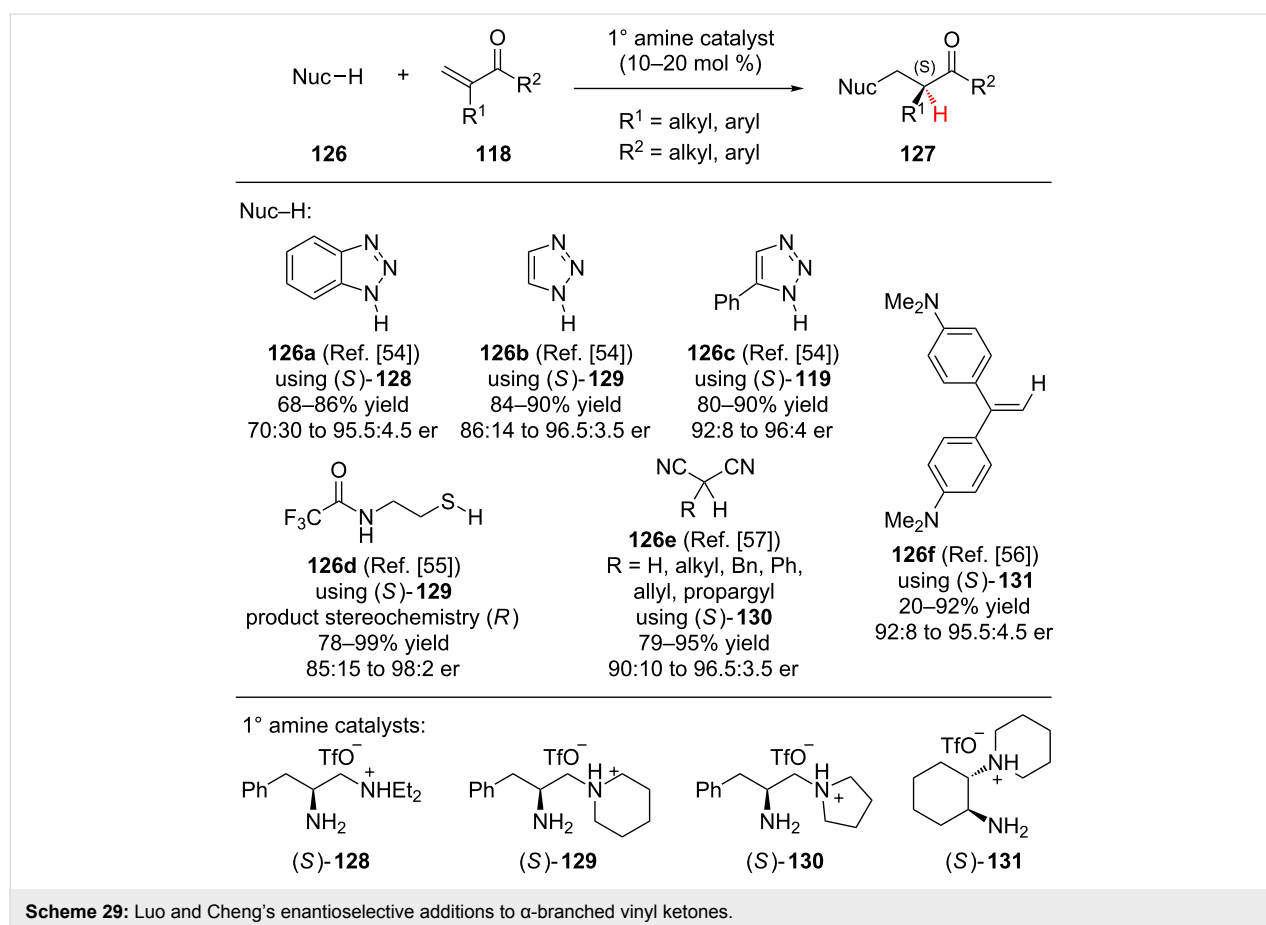 Nuc–H + O R² R¹ 1° amine catalyst (10–20 mol %) Nuc (S) O R² R¹ H
R¹ = alkyl, aryl
R² = alkyl, aryl
126 118 127
Nuc–H:
N N N H
N N N H
Ph N N N H
126a (Ref. [54])
using (S)-128
68–86% yield
70:30 to 95.5:4.5 er
126b (Ref. [54])
using (S)-129
84–90% yield
86:14 to 96.5:3.5 er
126c (Ref. [54])
using (S)-119
80–90% yield
92:8 to 96:4 er
O F₃C N H S H
126d (Ref. [55])
using (S)-129
product stereochemistry (R)
78–99% yield
85:15 to 98:2 er
NC CN
R H
126e (Ref. [57])
R = H, alkyl, Bn, Ph,
allyl, propargyl
using (S)-130
79–95% yield
90:10 to 96.5:3.5 er
Me₂N
H
Me₂N
126f (Ref. [56])
using (S)-131
20–92% yield
92:8 to 95.5:4.5 er
1° amine catalysts:
TfO⁻
Ph + NHEt₂
NH₂
(S)-128
TfO⁻
Ph H N +
NH₂
(S)-129
TfO⁻
Ph H N +
NH₂
(S)-130
TfO⁻
NH +
NH₂
(S)-131
Scheme 29: Luo and Cheng’s enantioselective additions to α-branched vinyl ketones.